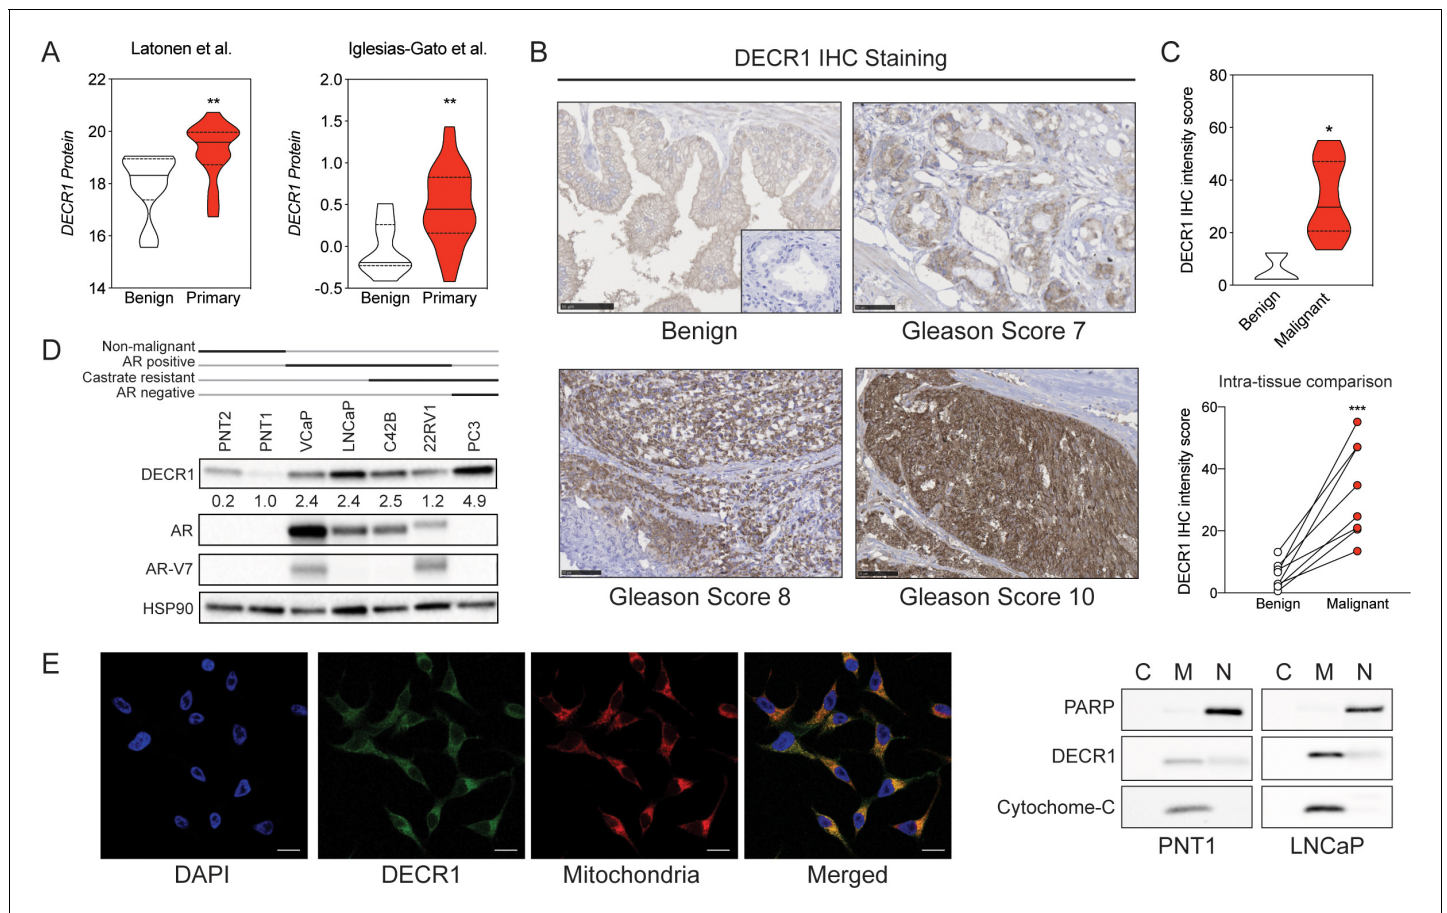 A
Latonen et al.
DECR1 Protein
22
20
18
16
14
**
Benign Primary
Iglesias-Gato et al.
DECR1 Protein
2.0
1.5
1.0
0.5
0.0
-0.5
**
Benign Primary
B
DECR1 IHC Staining
Benign
Gleason Score 7
Gleason Score 8
Gleason Score 10
C
DECR1 IHC intensity score
80
60
40
20
0
*
Benign
Malignant
Intra-tissue comparison
DECR1 IHC intensity score
60
40
20
0
***
Benign Malignant
D
Non-malignant
AR positive
Castrate resistant
AR negative
PNT2 PNT1 VCaP LNCaP C42B 22RV1 PC3
DECR1
0.2 1.0 2.4 2.4 2.5 1.2 4.9
AR
AR-V7
HSP90
E
DAPI
DECR1
Mitochondria
Merged
C M N C M N
PARP
DECR1
Cytochome-C
PNT1 LNCaP